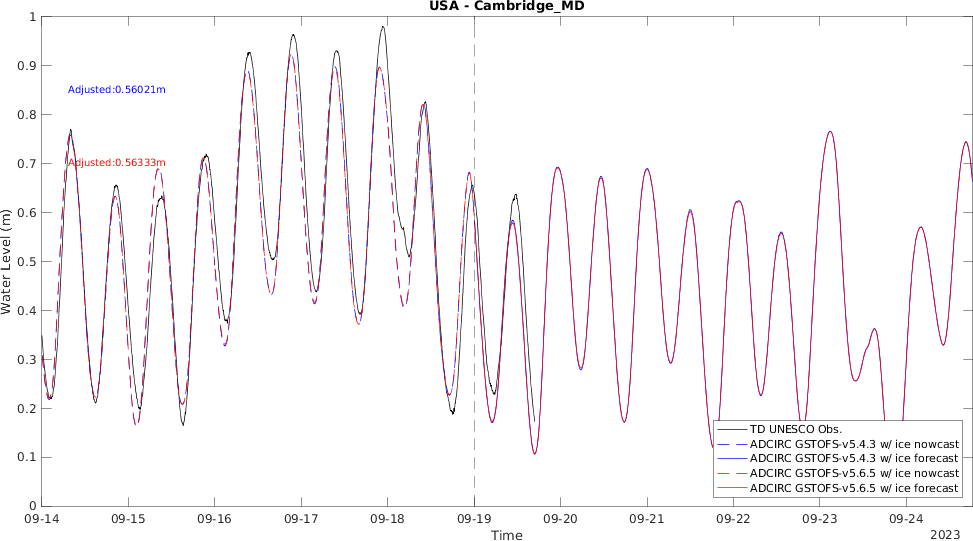 USA - Cambridge_MD
1
0.9
0.8
0.7
0.6
0.5
0.4
0.3
0.2
0.1
0
Water Level (m)
Adjusted:0.56021m
Adjusted:0.56333m
TD UNESCO Obs.
ADCIRC GSTOFS-v5.4.3 w/ ice nowcast
ADCIRC GSTOFS-v5.4.3 w/ ice forecast
ADCIRC GSTOFS-v5.6.5 w/ ice nowcast
ADCIRC GSTOFS-v5.6.5 w/ ice forecast
09-14 09-15 09-16 09-17 09-18 09-19 09-20 09-21 09-22 09-23 09-24
Time
2023